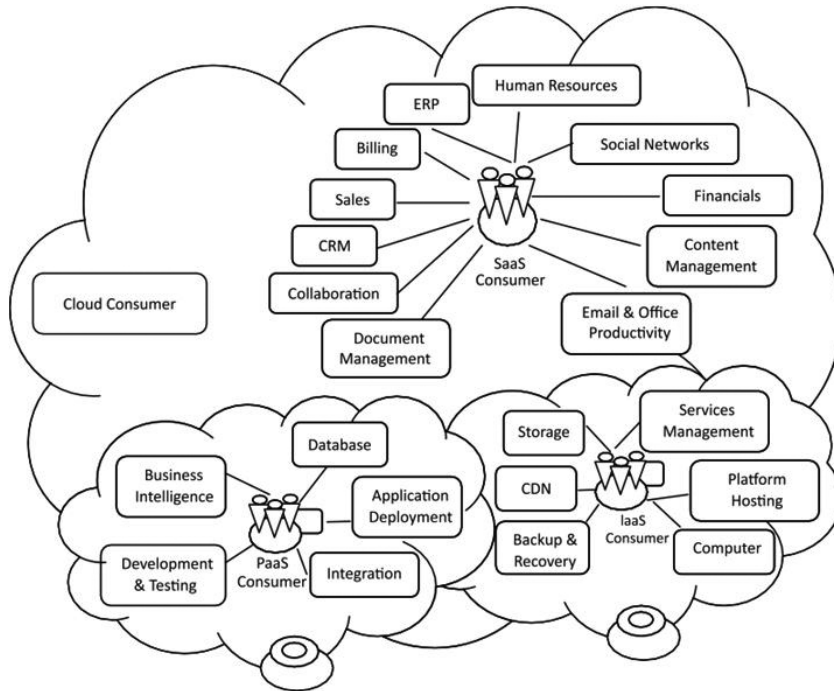 Human Resources
ERP
Billing
Social Networks
Sales
Financials
CRM
Content
Management
SaaS
Consumer
Collaboration
Cloud Consumer
Email & Office
Productivity
Document
Management
Database
Business
Intelligence
Application
Deployment
PaaS
Consumer
Development
& Testing
Integration
Storage
Services
Management
CDN
Platform
Hosting
IaaS
Consumer
Backup &
Recovery
Computer